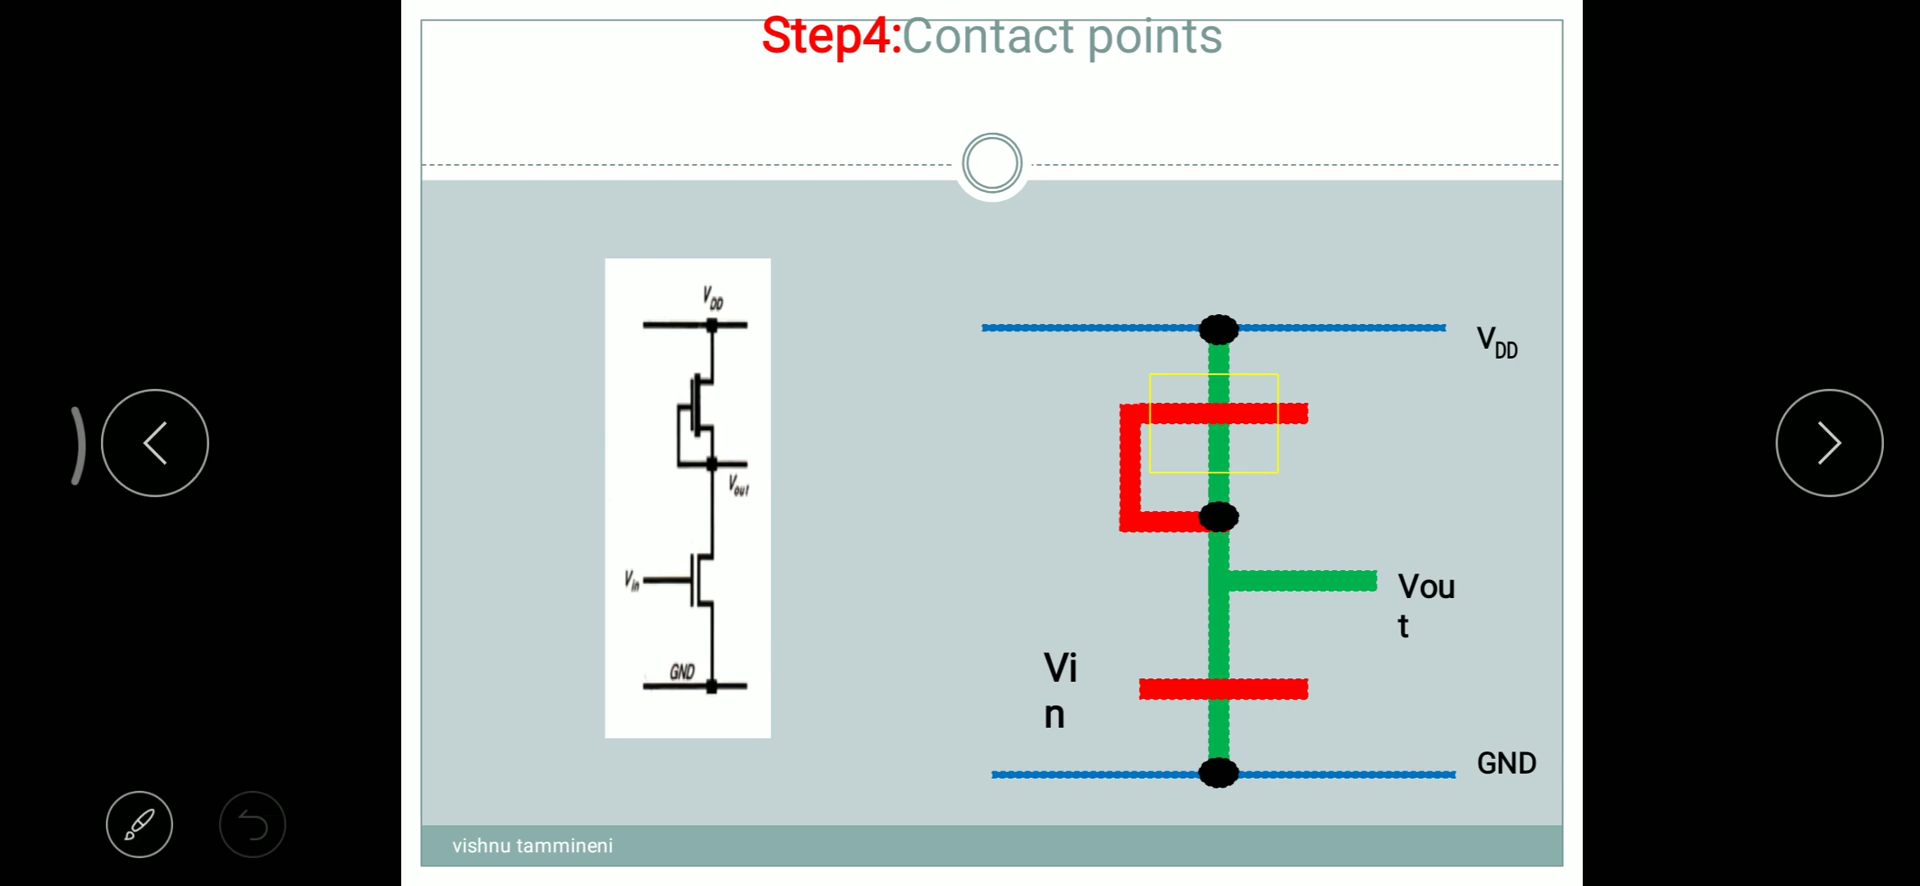 Step4:Contact points
VDD
Vout
Vin
GND
VDD
Vou
t
Vi
n
GND
vishnu tammineni